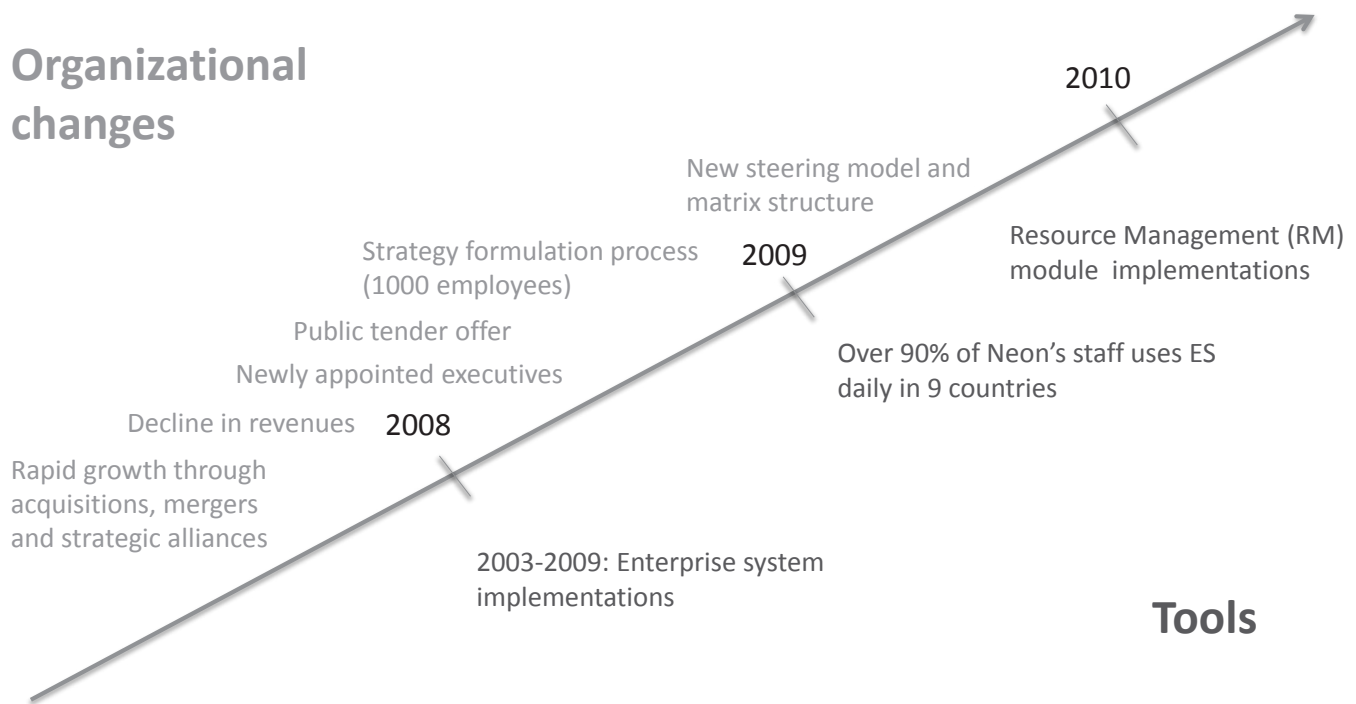 Organizational
changes
2010
New steering model and
matrix structure
Resource Management (RM)
module implementations
Strategy formulation process
(1000 employees)
2009
Public tender offer
Over 90% of Neon’s staff uses ES
daily in 9 countries
Newly appointed executives
Decline in revenues
2008
Rapid growth through
acquisitions, mergers
and strategic alliances
2003-2009: Enterprise system
implementations
Tools